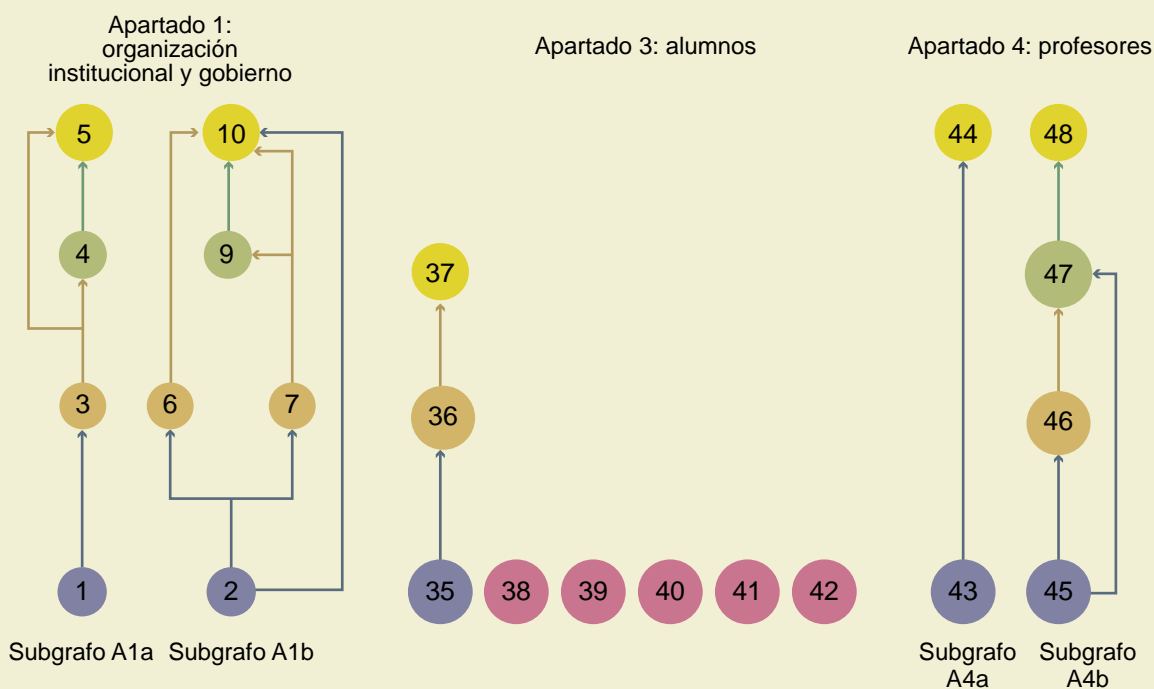 Apartado 1:
organización
institucional y gobierno
Apartado 3: alumnos
Apartado 4: profesores
5
10
44
48
4
9
37
47
3
6
7
36
46
1
2
35
38
39
40
41
42
43
45
Subgrafo A1a
Subgrafo A1b
Subgrafo
A4a
Subgrafo
A4b